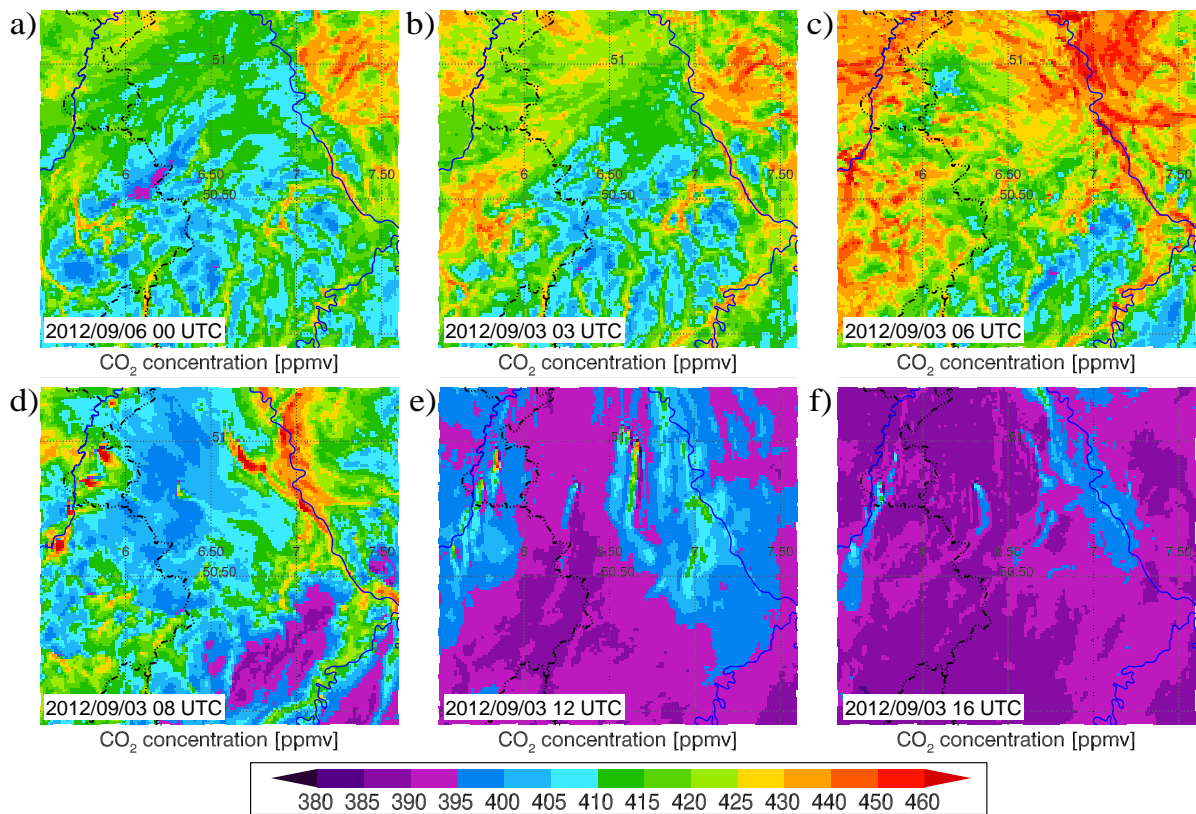 a)
b)
c)
51
51
51
6
6.50
7
7.50
50.50
6
6.50
7
7.50
50.50
6
6.50
7
7.50
50.50
2012/09/06 00 UTC
2012/09/03 03 UTC
2012/09/03 06 UTC
CO2 concentration [ppmv]
CO2 concentration [ppmv]
CO2 concentration [ppmv]
d)
e)
f)
51
51
51
6
6.50
7
7.50
50.50
6
6.50
7
7.50
50.50
6
6.50
7
7.50
50.50
2012/09/03 08 UTC
2012/09/03 12 UTC
2012/09/03 16 UTC
CO2 concentration [ppmv]
CO2 concentration [ppmv]
CO2 concentration [ppmv]
380 385 390 395 400 405 410 415 420 425 430 440 450 460